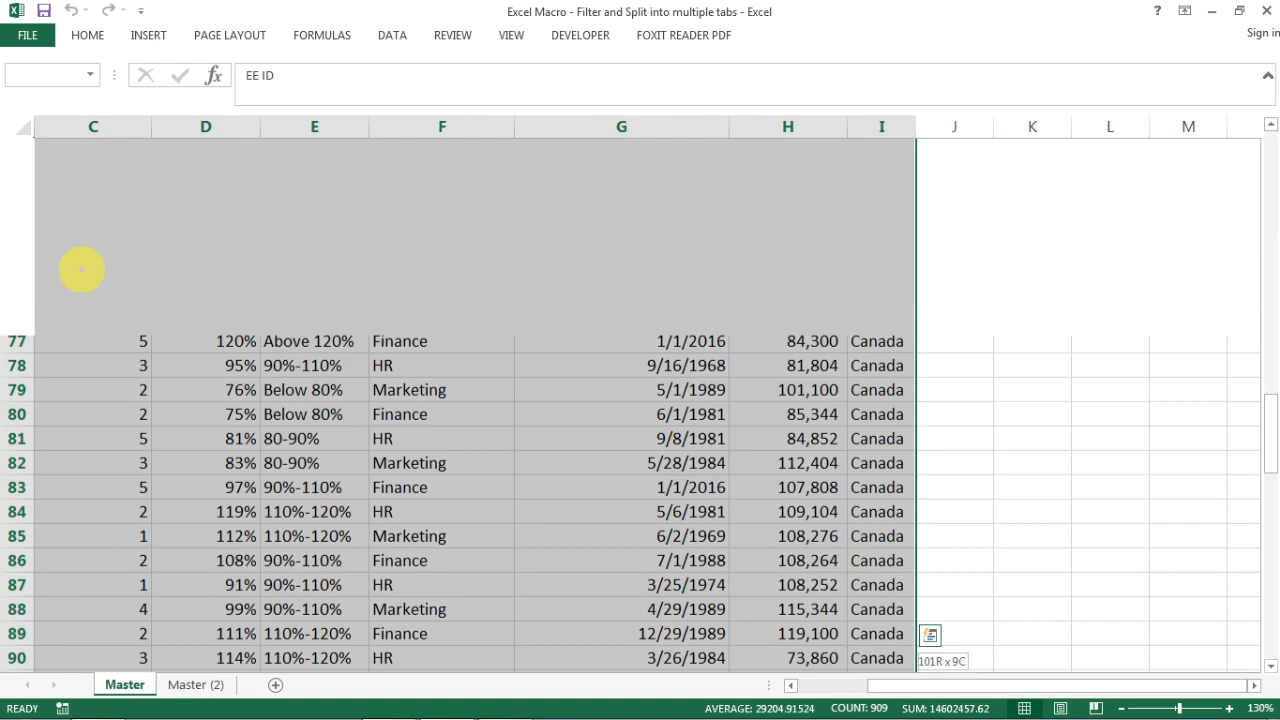 Excel Macro - Filter and Split into multiple tabs - Excel
?
FILE HOME INSERT PAGE LAYOUT FORMULAS DATA REVIEW VIEW DEVELOPER FOXIT READER PDF Sign in
fx EE ID
C D E F G H I J K L M
77 5 120% Above 120% Finance 1/1/2016 84,300 Canada
78 3 95% 90%-110% HR 9/16/1968 81,804 Canada
79 2 76% Below 80% Marketing 5/1/1989 101,100 Canada
80 2 75% Below 80% Finance 6/1/1981 85,344 Canada
81 5 81% 80-90% HR 9/8/1981 84,852 Canada
82 3 83% 80-90% Marketing 5/28/1984 112,404 Canada
83 5 97% 90%-110% Finance 1/1/2016 107,808 Canada
84 2 119% 110%-120% HR 5/6/1981 109,104 Canada
85 1 112% 110%-120% Marketing 6/2/1969 108,276 Canada
86 2 108% 90%-110% Finance 7/1/1988 108,264 Canada
87 1 91% 90%-110% HR 3/25/1974 108,252 Canada
88 4 99% 90%-110% Marketing 4/29/1989 115,344 Canada
89 2 111% 110%-120% Finance 12/29/1989 119,100 Canada
90 3 114% 110%-120% HR 3/26/1984 73,860 Canada
101R x 9C
Master Master (2)
READY AVERAGE: 29204.91524 COUNT: 909 SUM: 14602457.62 130%